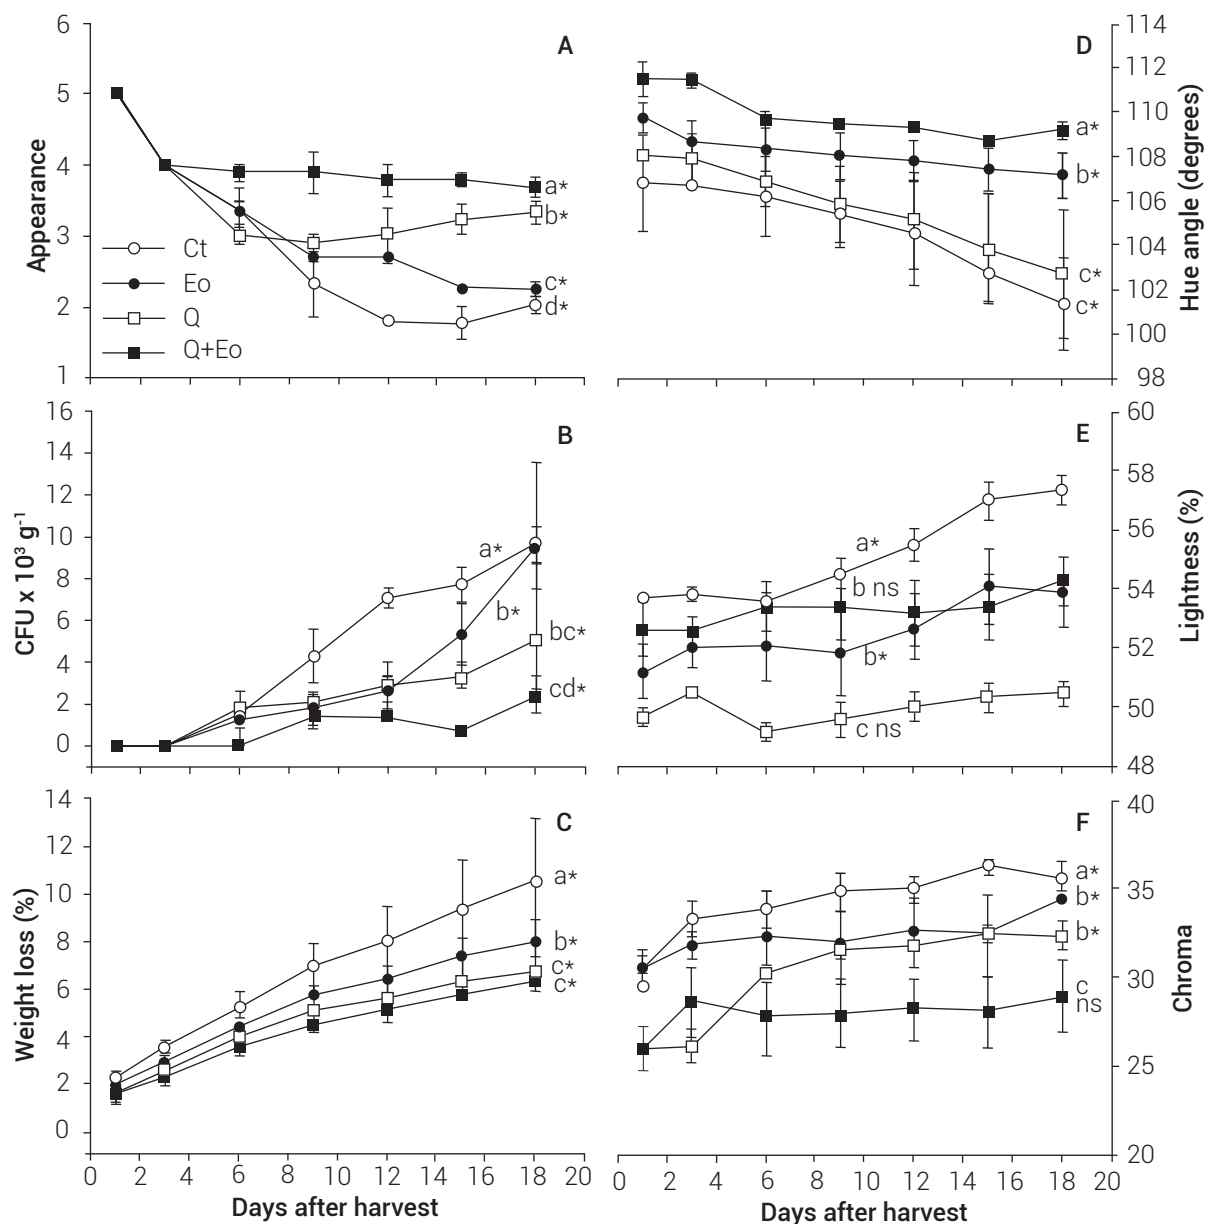 A
Appearance
6
5
4
3
2
1
Ct
Eo
Q
Q+Eo
a*
b*
c*
d*
D
Hue angle (degrees)
114
112
110
108
106
104
102
100
98
a*
b*
c*
c*
B
CFU x 10³ g⁻¹
16
14
12
10
8
6
4
2
0
a*
b*
bc*
cd*
E
Lightness (%)
60
58
56
54
52
50
48
a*
b ns
b*
c ns
C
Weight loss (%)
14
12
10
8
6
4
2
0
a*
b*
c*
c*
0 2 4 6 8 10 12 14 16 18 20
Days after harvest
F
Chroma
40
35
30
25
20
a*
b*
b*
c
ns
0 2 4 6 8 10 12 14 16 18 20
Days after harvest